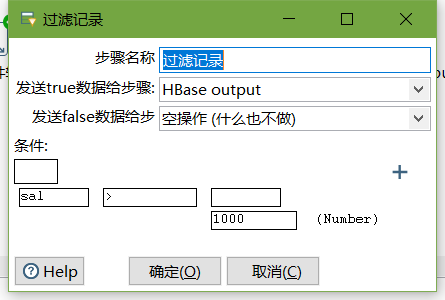 过滤记录
步骤名称 过滤记录
发送true数据给步骤: HBase output
发送false数据给步 空操作 (什么也不做)
条件:
+
sal >
1000 (Number)
Help 确定(O) 取消(C)